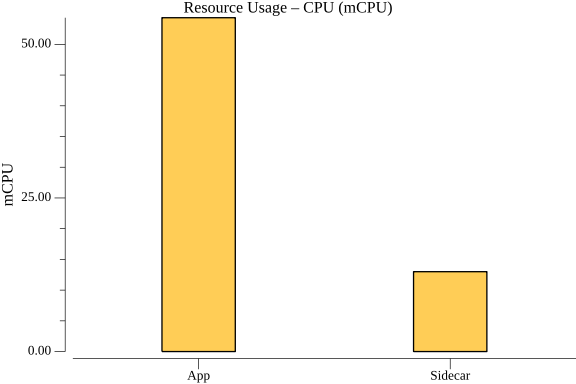 Resource Usage – CPU (mCPU)
50.00
25.00
0.00
mCPU
App
Sidecar